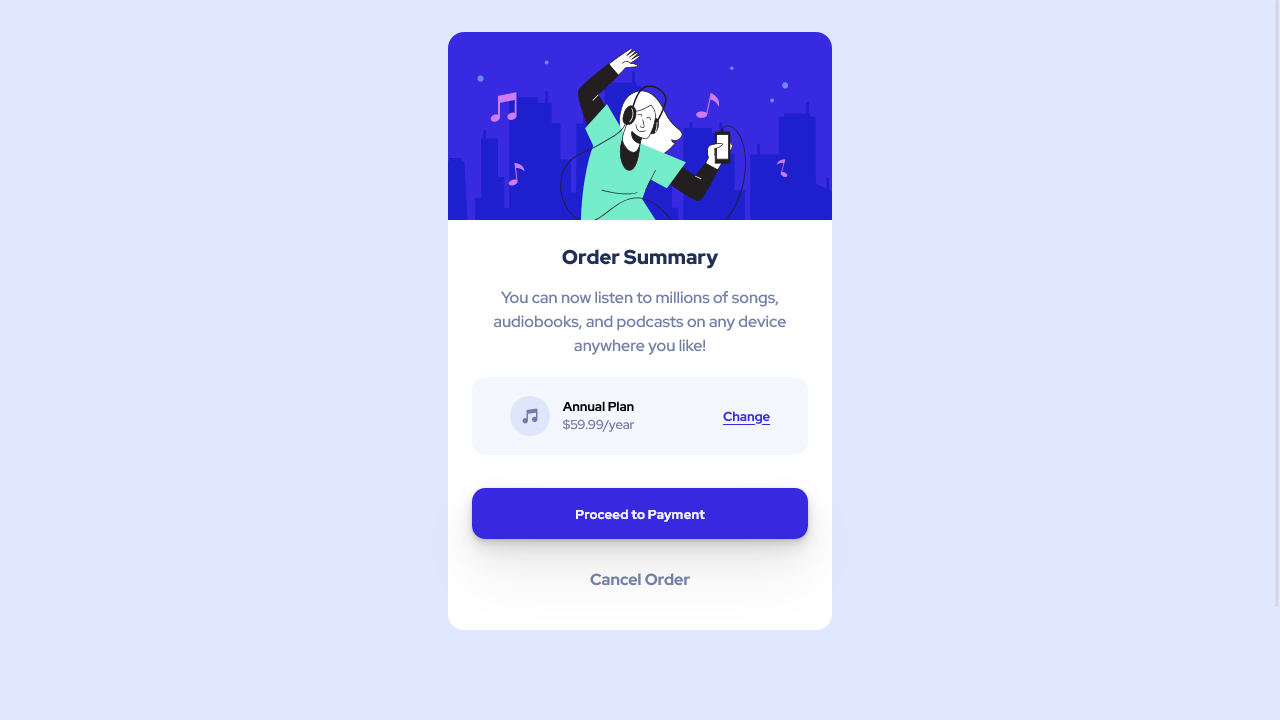 Order Summary
You can now listen to millions of songs,
audiobooks, and podcasts on any device
anywhere you like!
Annual Plan
$59.99/year
Change
Proceed to Payment
Cancel Order